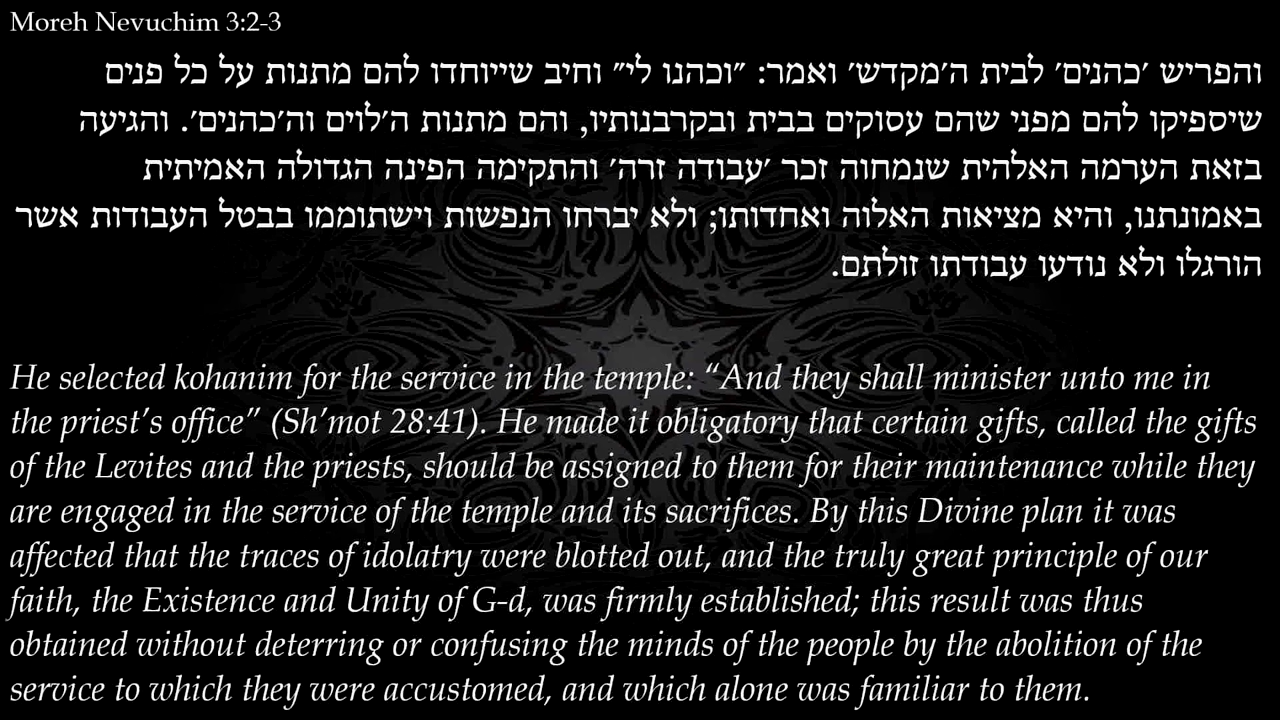 Moreh Nevuchim 3:2-3
והפריש ׳כהנים׳ לבית ה׳מקדש׳ ואמר: ״וכהנו לי״ וחיב שייוחדו להם מתנות על כל פנים
שיספיקו להם מפני שהם עסוקים בבית ובקרבנותיו, והם מתנות ה׳לוים וה׳כהנים׳. והגיעה
בזאת הערמה האלהית שנמחוה זכר ׳עבודה זרה׳ והתקימה הפינה הגדולה האמיתית
באמונתנו, והיא מציאות האלוה ואחדותו; ולא יברחו הנפשות וישתוממו בבטל העבודות אשר
הורגלו ולא נודעו עבודתו זולתם.
He selected kohanim for the service in the temple: “And they shall minister unto me in
the priest’s office” (Sh’mot 28:41). He made it obligatory that certain gifts, called the gifts
of the Levites and the priests, should be assigned to them for their maintenance while they
are engaged in the service of the temple and its sacrifices. By this Divine plan it was
affected that the traces of idolatry were blotted out, and the truly great principle of our
faith, the Existence and Unity of G-d, was firmly established; this result was thus
obtained without deterring or confusing the minds of the people by the abolition of the
service to which they were accustomed, and which alone was familiar to them.